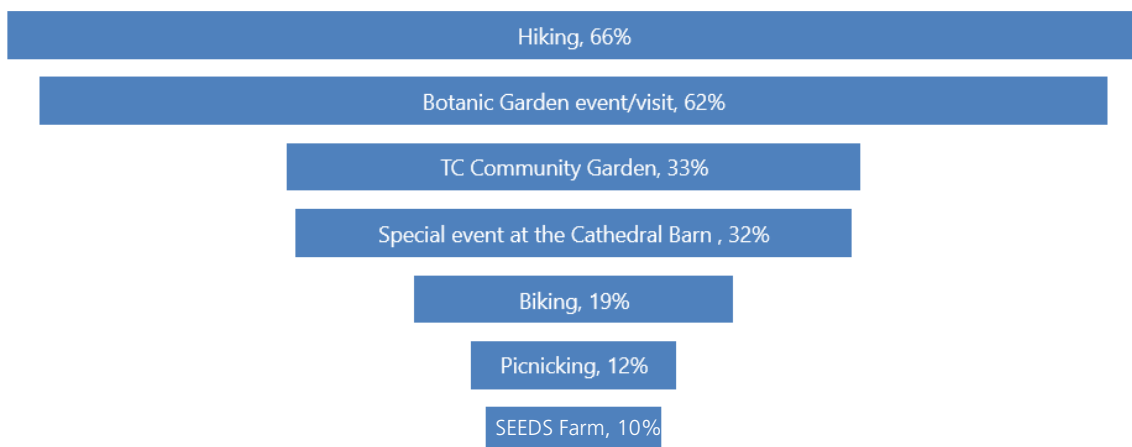 Hiking, 66%
Botanic Garden event/visit, 62%
TC Community Garden, 33%
Special event at the Cathedral Barn , 32%
Biking, 19%
Picnicking, 12%
SEEDS Farm, 10%